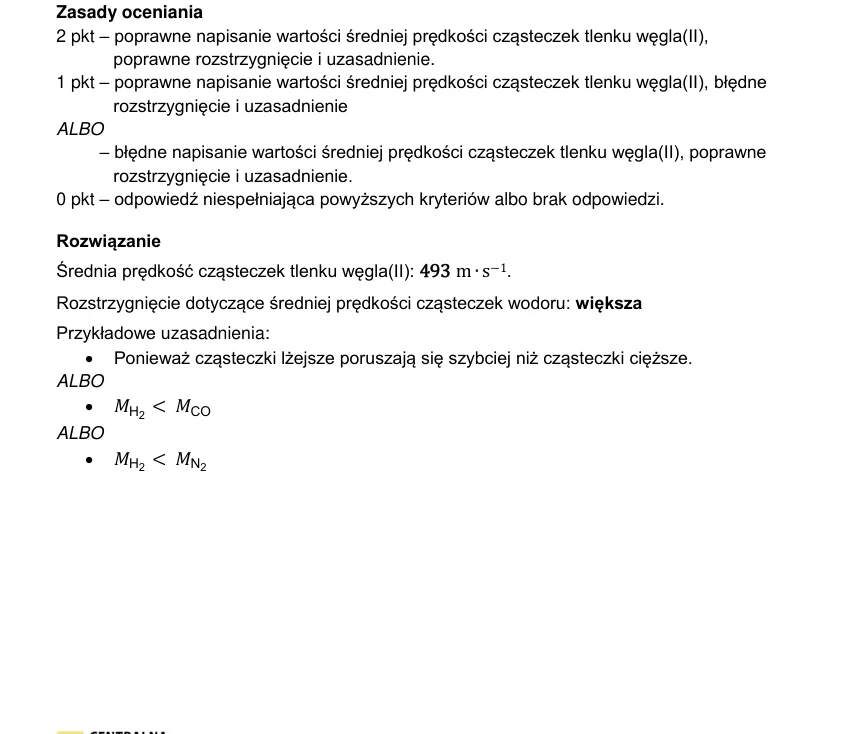 Zasady oceniania
2 pkt – poprawne napisanie wartości średniej prędkości cząsteczek tlenku węgla(II),
poprawne rozstrzygnięcie i uzasadnienie.
1 pkt – poprawne napisanie wartości średniej prędkości cząsteczek tlenku węgla(II), błędne
rozstrzygnięcie i uzasadnienie
ALBO
– błędne napisanie wartości średniej prędkości cząsteczek tlenku węgla(II), poprawne
rozstrzygnięcie i uzasadnienie.
0 pkt – odpowiedź niespełniająca powyższych kryteriów albo brak odpowiedzi.
Rozwiązanie
Średnia prędkość cząsteczek tlenku węgla(II): 493 m · s⁻¹.
Rozstrzygnięcie dotyczące średniej prędkości cząsteczek wodoru: większa
Przykładowe uzasadnienia:
• Ponieważ cząsteczki lżejsze poruszają się szybciej niż cząsteczki cięższe.
ALBO
• M_H₂ < M_CO
ALBO
• M_H₂ < M_N₂